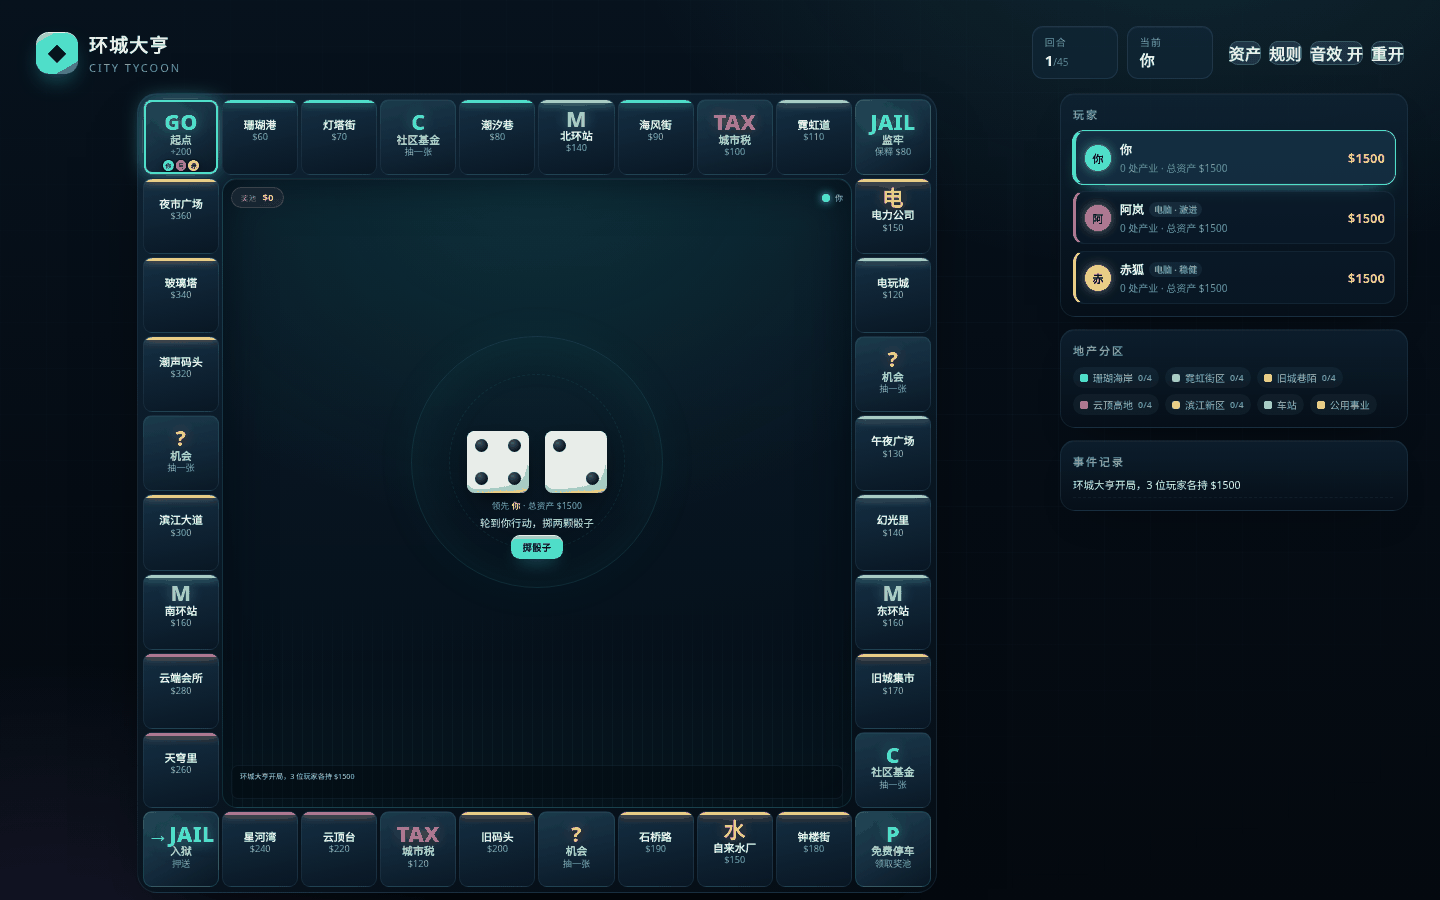 环城大亨
CITY TYCOON
回合
1/45
当前
你
资产 规则 音效 开 重开
GO
起点
+200
你 阿 赤
珊瑚港
$60
灯塔街
$70
C
社区基金
抽一张
潮汐巷
$80
M
北环站
$140
海风街
$90
TAX
城市税
$100
霓虹道
$110
JAIL
监牢
保释 $80
夜市广场
$360
玻璃塔
$340
潮声码头
$320
?
机会
抽一张
滨江大道
$300
M
南环站
$160
云端会所
$280
天穹里
$260
奖池 $0
你
领先 你 · 总资产 $1500
轮到你行动，掷两颗骰子
掷骰子
环城大亨开局，3 位玩家各持 $1500
电
电力公司
$150
电玩城
$120
?
机会
抽一张
午夜广场
$130
幻光里
$140
M
东环站
$160
旧城集市
$170
C
社区基金
抽一张
→JAIL
入狱
押送
星河湾
$240
云顶台
$220
TAX
城市税
$120
旧码头
$200
?
机会
抽一张
石桥路
$190
水
自来水厂
$150
钟楼街
$180
P
免费停车
领取奖池
玩家
你
你
0 处产业 · 总资产 $1500
$1500
阿
阿岚 电脑 · 激进
0 处产业 · 总资产 $1500
$1500
赤
赤狐 电脑 · 稳健
0 处产业 · 总资产 $1500
$1500
地产分区
珊瑚海岸 0/4 霓虹街区 0/4 旧城巷陌 0/4
云顶高地 0/4 滨江新区 0/4 车站 公用事业
事件记录
环城大亨开局，3 位玩家各持 $1500